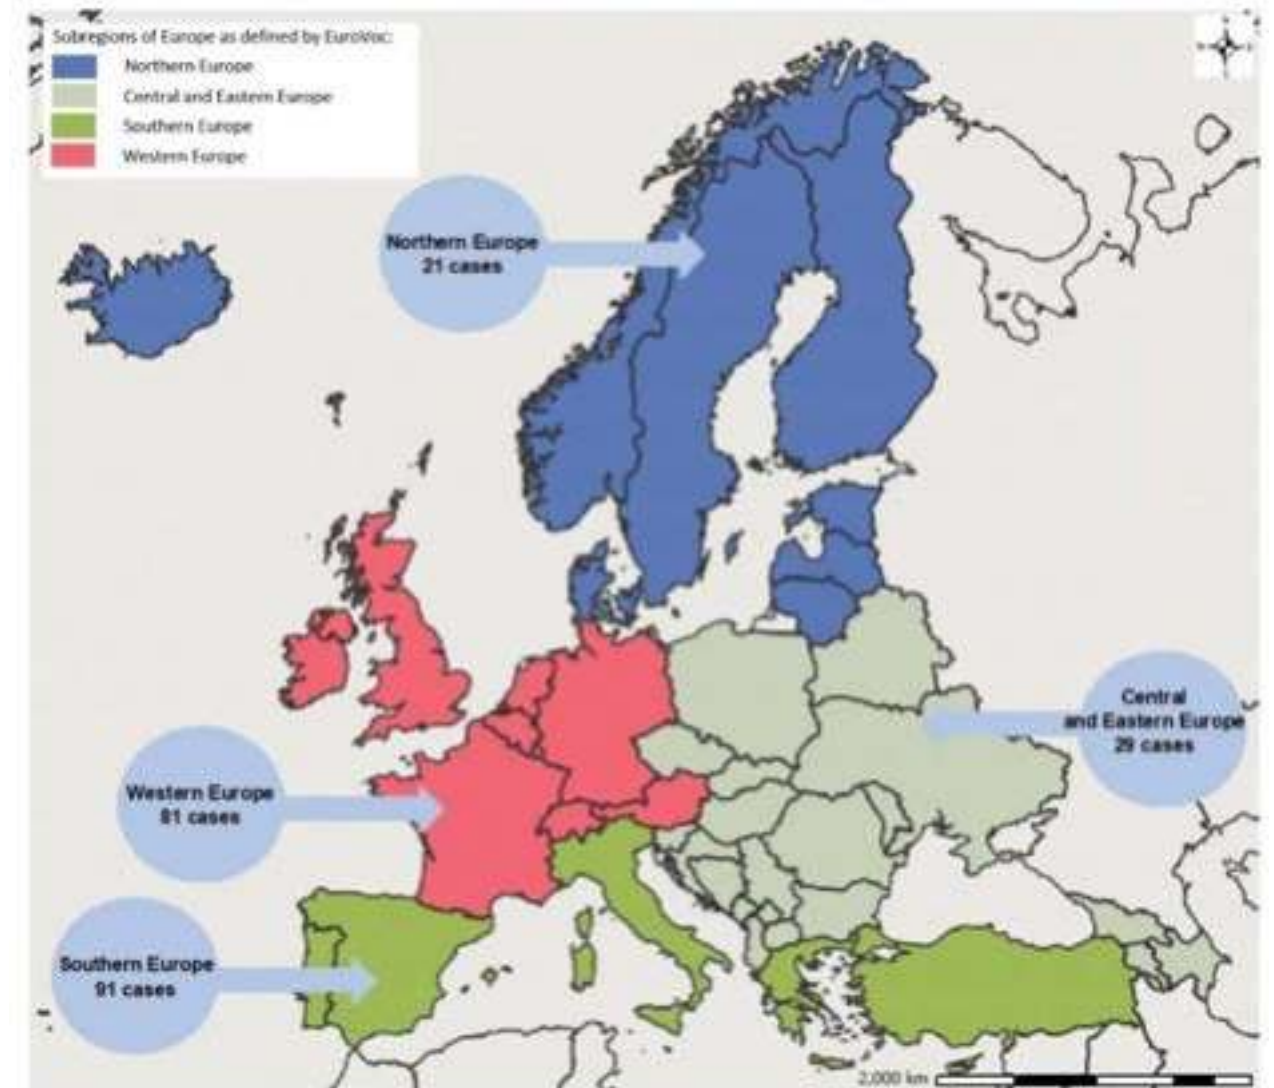 Subregions of Europe as defined by EuroVoc:
Northern Europe
Central and Eastern Europe
Southern Europe
Western Europe
Northern Europe
21 cases
Central
and Eastern Europe
29 cases
Western Europe
81 cases
Southern Europe
91 cases
2,000 km